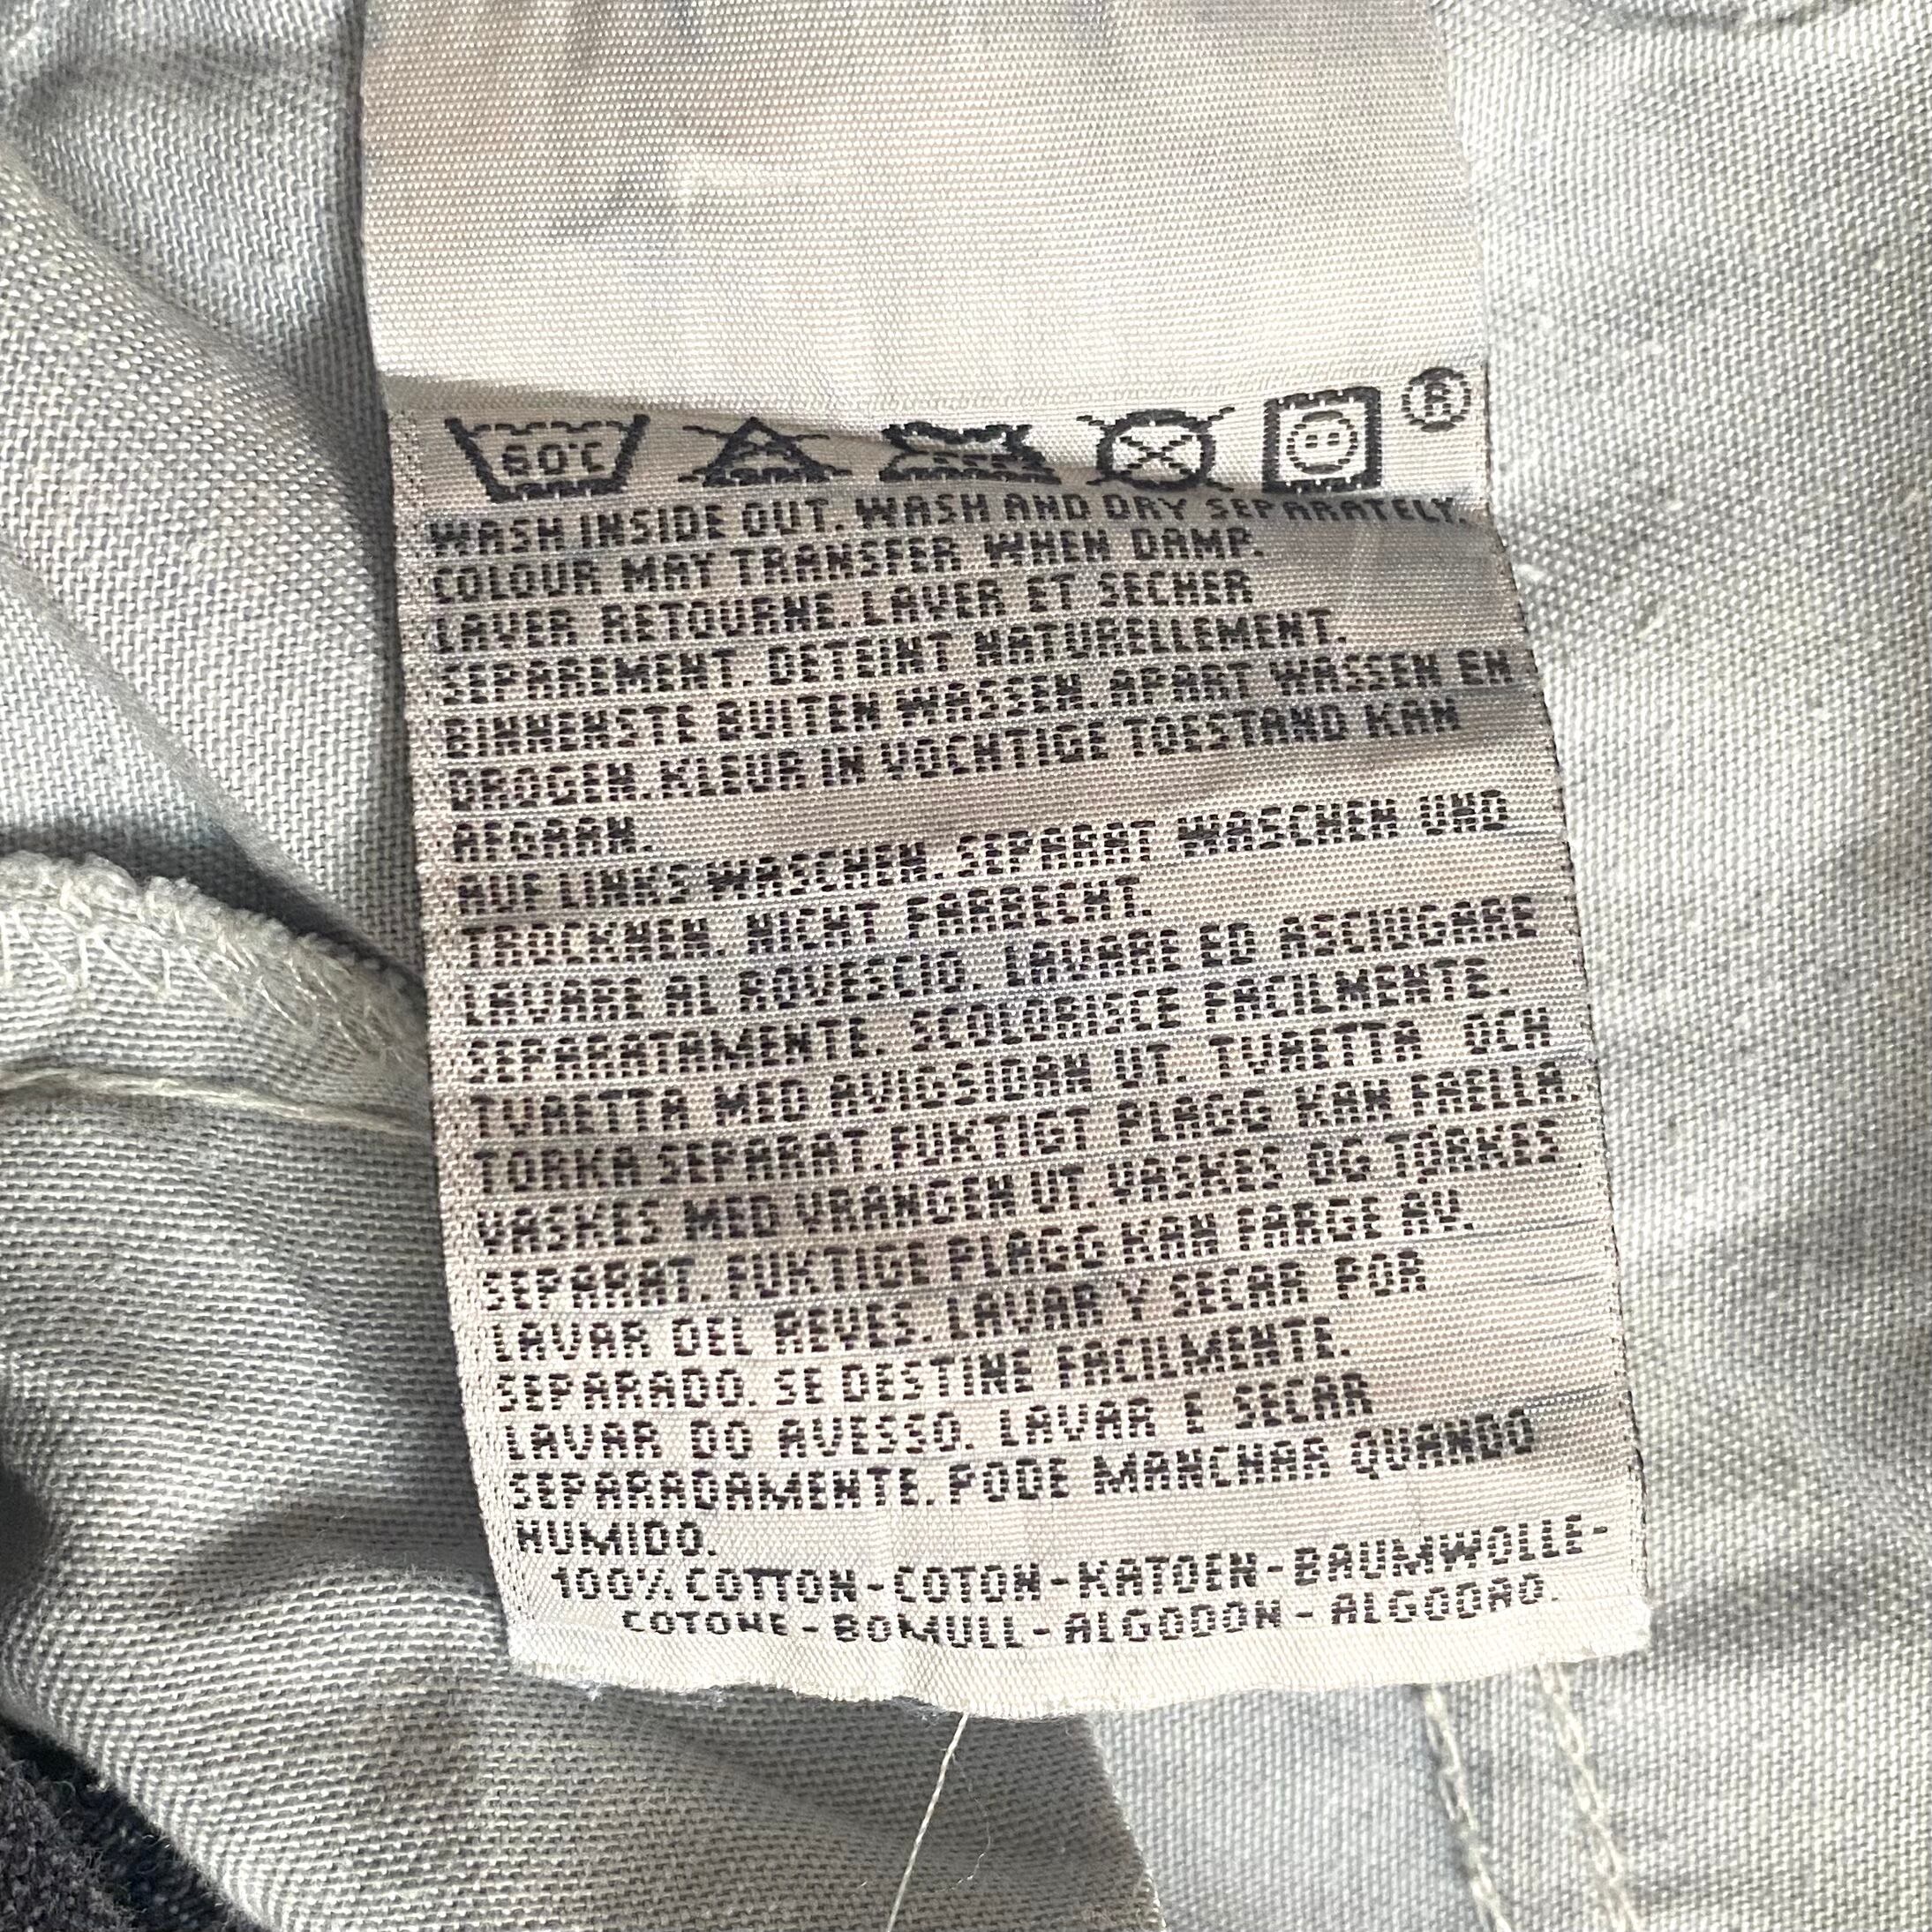 60°C ®
WASH INSIDE OUT. WASH AND DRY SEPARATELY.
COLOUR MAY TRANSFER WHEN DAMP.
LAVER RETOURNE. LAVER ET SECHER
SEPAREMENT. DETEINT NATURELLEMENT.
BINNENSTE BUITEN WASSEN. APART WASSEN EN
DROGEN. KLEUR IN VOCHTIGE TOESTAND KAN
AFGAAN.
AUF LINKS WASCHEN. SEPARAT WASCHEN UND
TROCKNEN. NICHT FARBECHT.
LAVARE AL ROVESCIO. LAVARE ED ASCIUGARE
SEPARATAMENTE. SCOLORISCE FACILMENTE.
TVAETTA MED AVIGSIDAN UT. TVAETTA OCH
TORKA SEPARAT. FUKTIGT PLAGG KAN FAELLA.
VASKES MED VRANGEN UT. VASKES OG TORKES
SEPARAT. FUKTIGE PLAGG KAN FARGE AV.
LAVAR DEL REVES. LAVAR Y SECAR POR
SEPARADO. SE DESTINE FACILMENTE.
LAVAR DO AVESSO. LAVAR E SECAR
SEPARADAMENTE. PODE MANCHAR QUANDO
HUMIDO.
100% COTTON - COTON - KATOEN - BAUMWOLLE -
COTONE - BOMULL - ALGODON - ALGODAO.